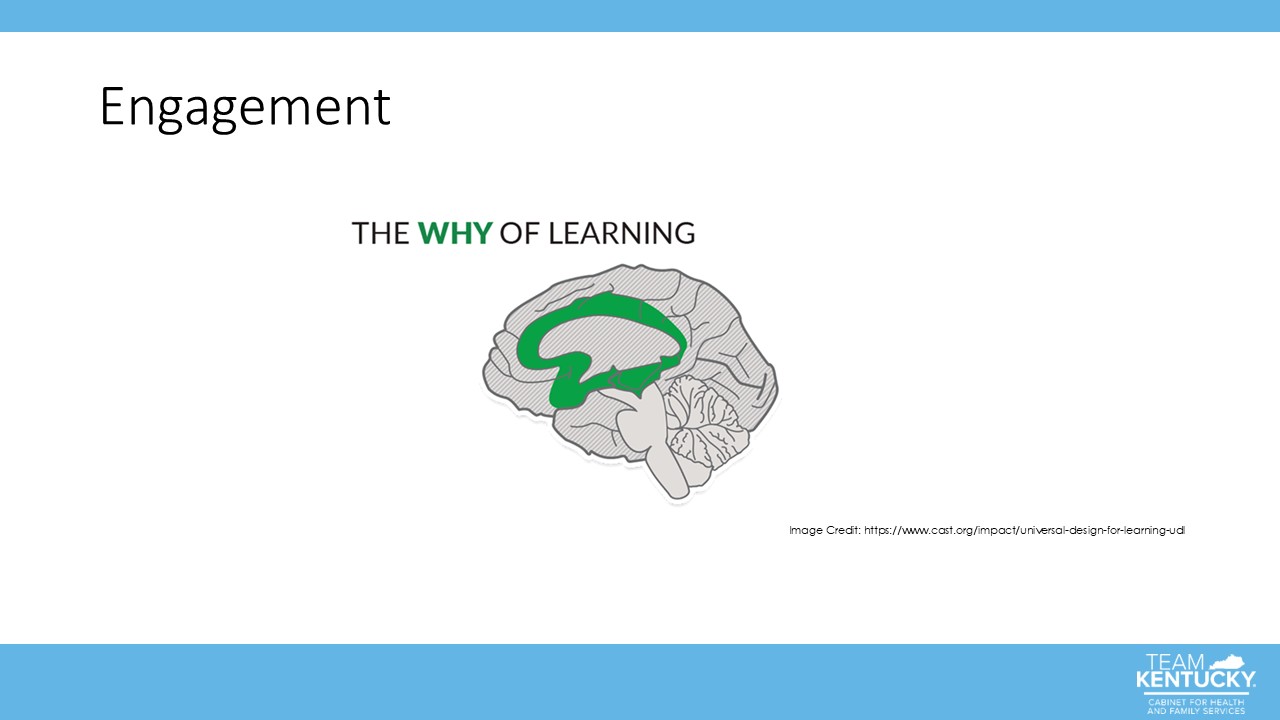 Engagement
THE WHY OF LEARNING
Image Credit: https://www.cast.org/impact/universal-design-for-learning-udl
TEAM
KENTUCKY.
CABINET FOR HEALTH
AND FAMILY SERVICES